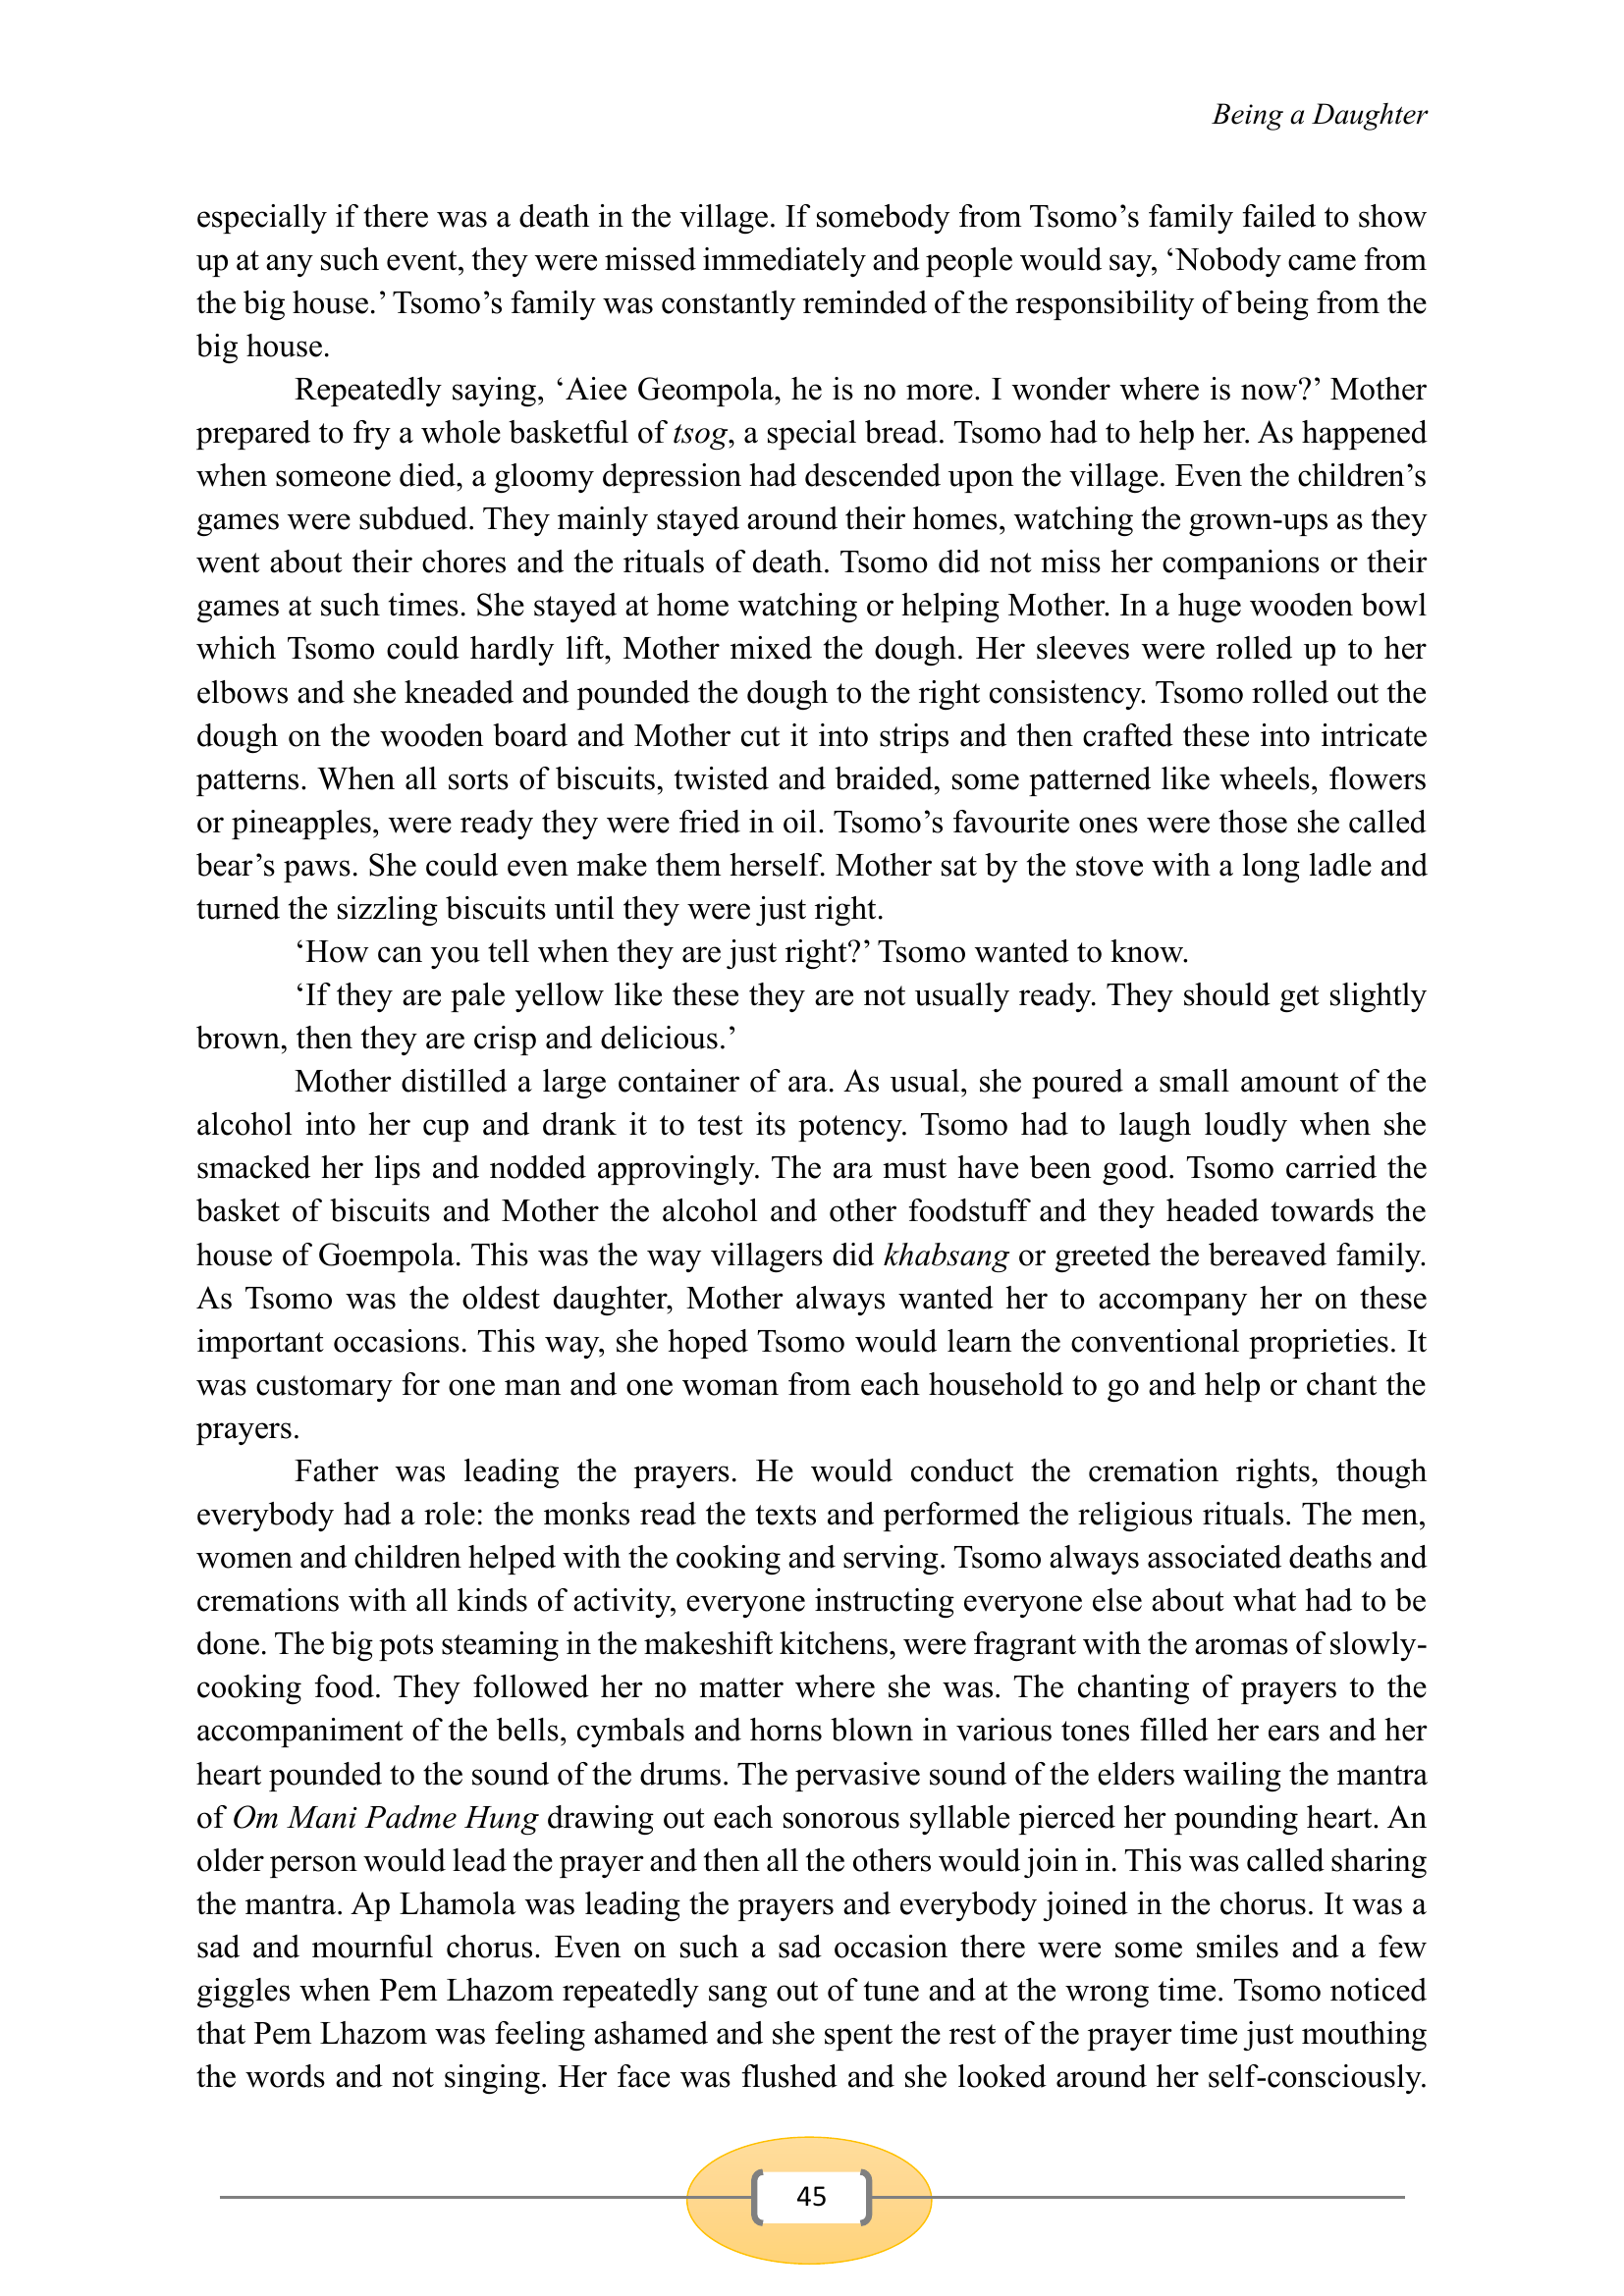 Being a Daughter
especially if there was a death in the village. If somebody from Tsomo’s family failed to show
up at any such event, they were missed immediately and people would say, ‘Nobody came from
the big house.’ Tsomo’s family was constantly reminded of the responsibility of being from the
big house.
Repeatedly saying, ‘Aiee Geompola, he is no more. I wonder where is now?’ Mother
prepared to fry a whole basketful of tsog, a special bread. Tsomo had to help her. As happened
when someone died, a gloomy depression had descended upon the village. Even the children’s
games were subdued. They mainly stayed around their homes, watching the grown-ups as they
went about their chores and the rituals of death. Tsomo did not miss her companions or their
games at such times. She stayed at home watching or helping Mother. In a huge wooden bowl
which Tsomo could hardly lift, Mother mixed the dough. Her sleeves were rolled up to her
elbows and she kneaded and pounded the dough to the right consistency. Tsomo rolled out the
dough on the wooden board and Mother cut it into strips and then crafted these into intricate
patterns. When all sorts of biscuits, twisted and braided, some patterned like wheels, flowers
or pineapples, were ready they were fried in oil. Tsomo’s favourite ones were those she called
bear’s paws. She could even make them herself. Mother sat by the stove with a long ladle and
turned the sizzling biscuits until they were just right.
‘How can you tell when they are just right?’ Tsomo wanted to know.
‘If they are pale yellow like these they are not usually ready. They should get slightly
brown, then they are crisp and delicious.’
Mother distilled a large container of ara. As usual, she poured a small amount of the
alcohol into her cup and drank it to test its potency. Tsomo had to laugh loudly when she
smacked her lips and nodded approvingly. The ara must have been good. Tsomo carried the
basket of biscuits and Mother the alcohol and other foodstuff and they headed towards the
house of Goempola. This was the way villagers did khabsang or greeted the bereaved family.
As Tsomo was the oldest daughter, Mother always wanted her to accompany her on these
important occasions. This way, she hoped Tsomo would learn the conventional proprieties. It
was customary for one man and one woman from each household to go and help or chant the
prayers.
Father was leading the prayers. He would conduct the cremation rights, though
everybody had a role: the monks read the texts and performed the religious rituals. The men,
women and children helped with the cooking and serving. Tsomo always associated deaths and
cremations with all kinds of activity, everyone instructing everyone else about what had to be
done. The big pots steaming in the makeshift kitchens, were fragrant with the aromas of slowly-
cooking food. They followed her no matter where she was. The chanting of prayers to the
accompaniment of the bells, cymbals and horns blown in various tones filled her ears and her
heart pounded to the sound of the drums. The pervasive sound of the elders wailing the mantra
of Om Mani Padme Hung drawing out each sonorous syllable pierced her pounding heart. An
older person would lead the prayer and then all the others would join in. This was called sharing
the mantra. Ap Lhamola was leading the prayers and everybody joined in the chorus. It was a
sad and mournful chorus. Even on such a sad occasion there were some smiles and a few
giggles when Pem Lhazom repeatedly sang out of tune and at the wrong time. Tsomo noticed
that Pem Lhazom was feeling ashamed and she spent the rest of the prayer time just mouthing
the words and not singing. Her face was flushed and she looked around her self-consciously.
45